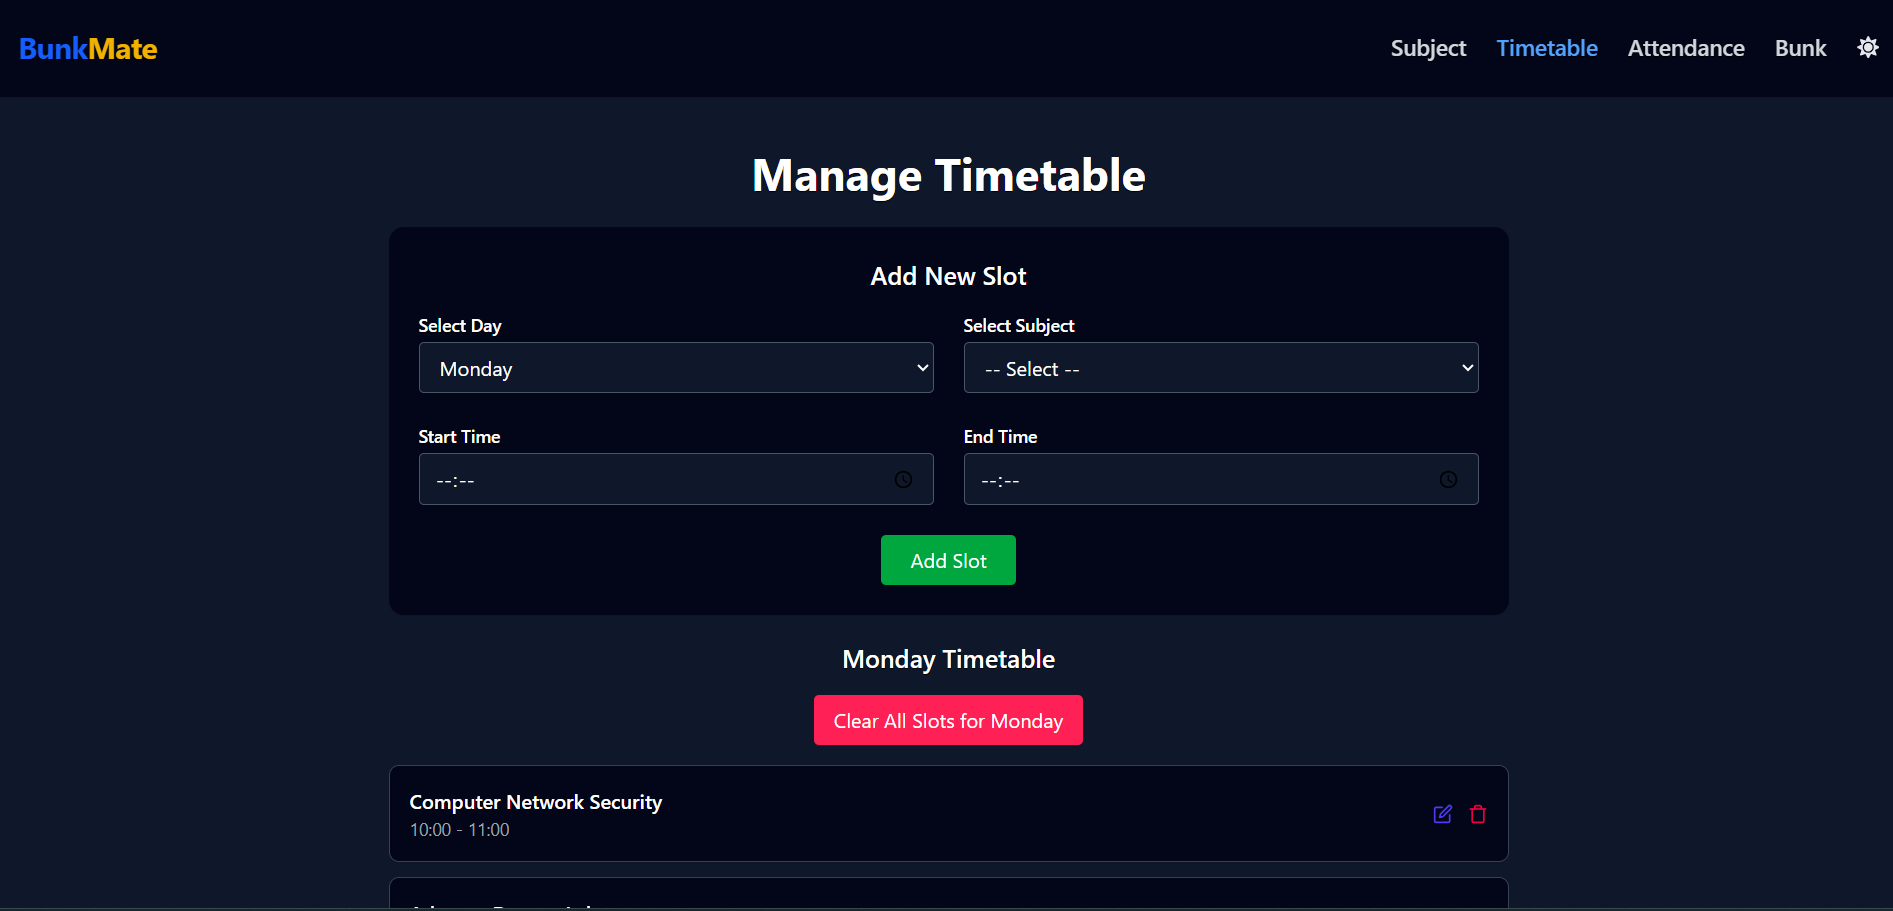 BunkMate
Subject Timetable Attendance Bunk
Manage Timetable
Add New Slot
Select Day Select Subject
Monday -- Select --
Start Time End Time
--:-- --:--
Add Slot
Monday Timetable
Clear All Slots for Monday
Computer Network Security
10:00 - 11:00